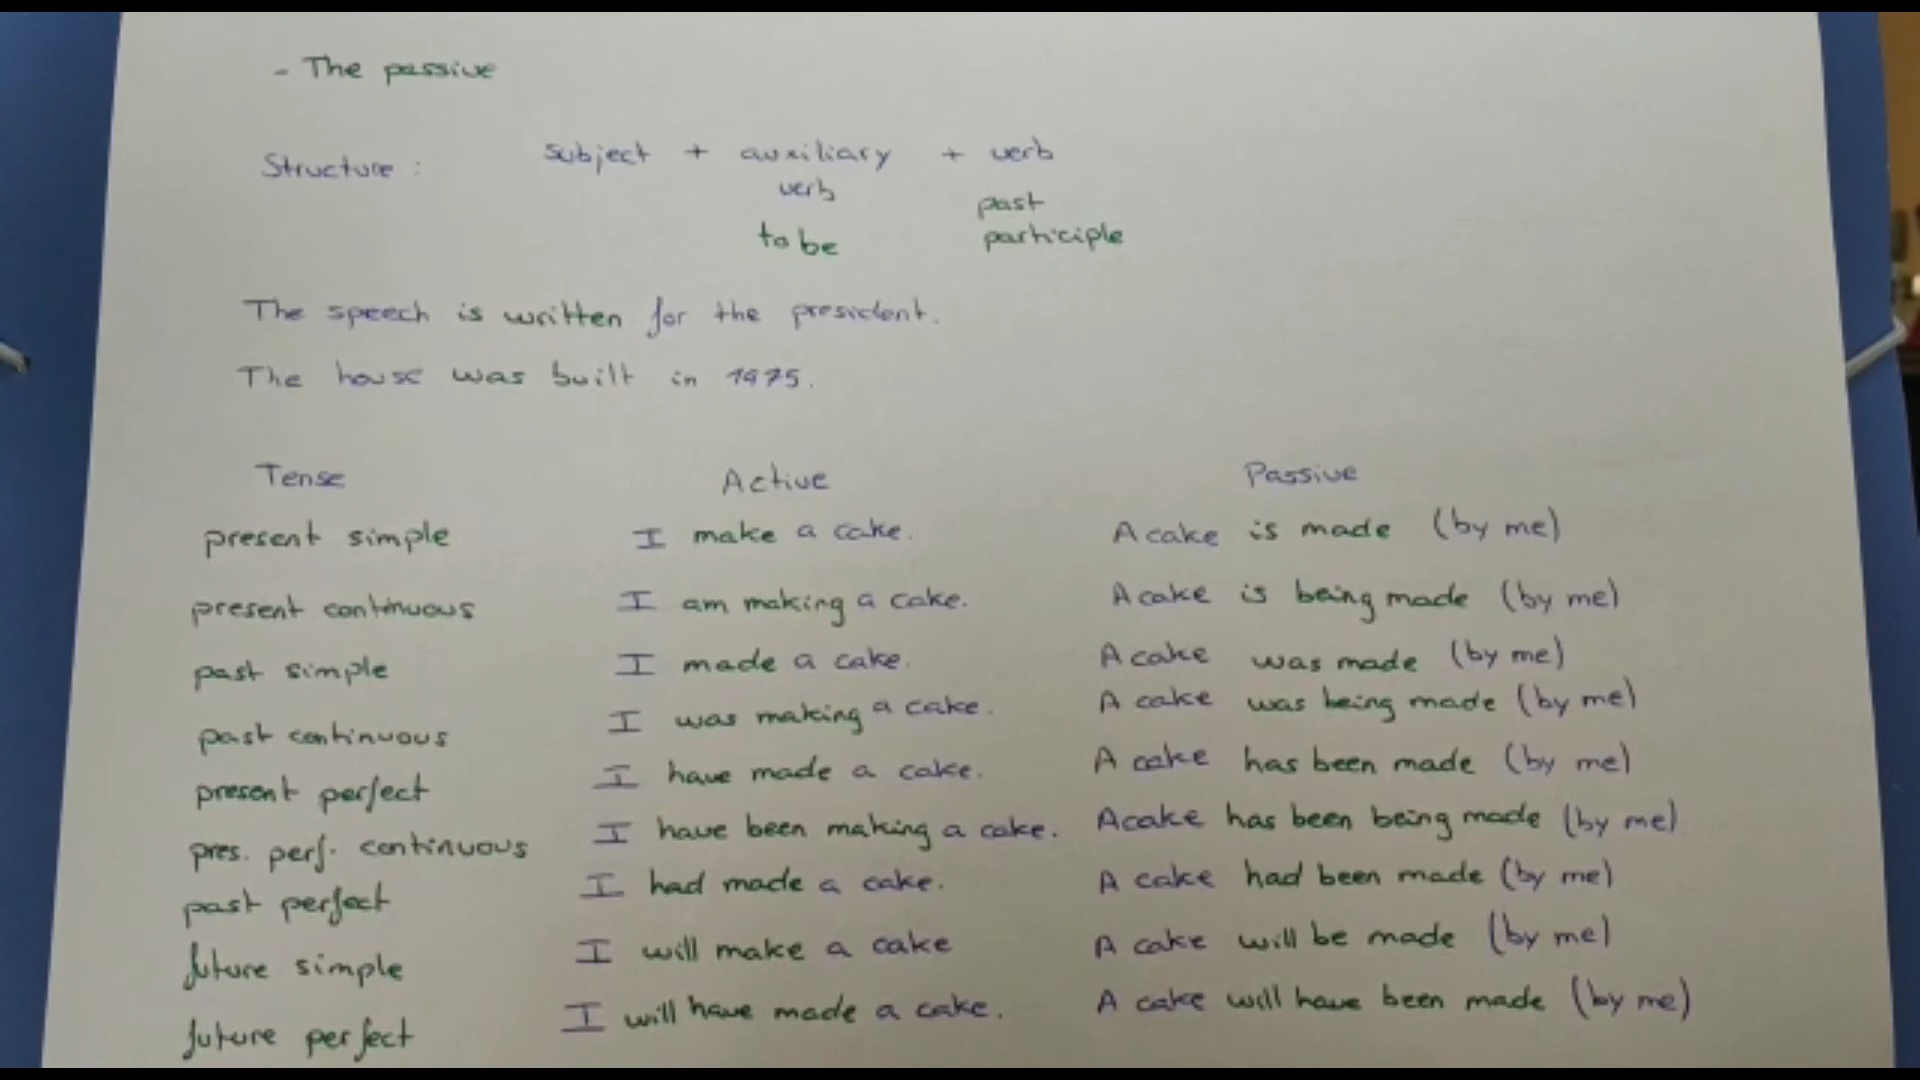 - The passive
Structure : subject + auxiliary + verb
verb past
to be participle
The speech is written for the president.
The house was built in 1975.
Tense Active Passive
present simple I make a cake. A cake is made (by me)
present continuous I am making a cake. A cake is being made (by me)
past simple I made a cake. A cake was made (by me)
past continuous I was making a cake. A cake was being made (by me)
present perfect I have made a cake. A cake has been made (by me)
pres. perf. continuous I have been making a cake. A cake has been being made (by me)
past perfect I had made a cake. A cake had been made (by me)
future simple I will make a cake A cake will be made (by me)
future perfect I will have made a cake. A cake will have been made (by me)